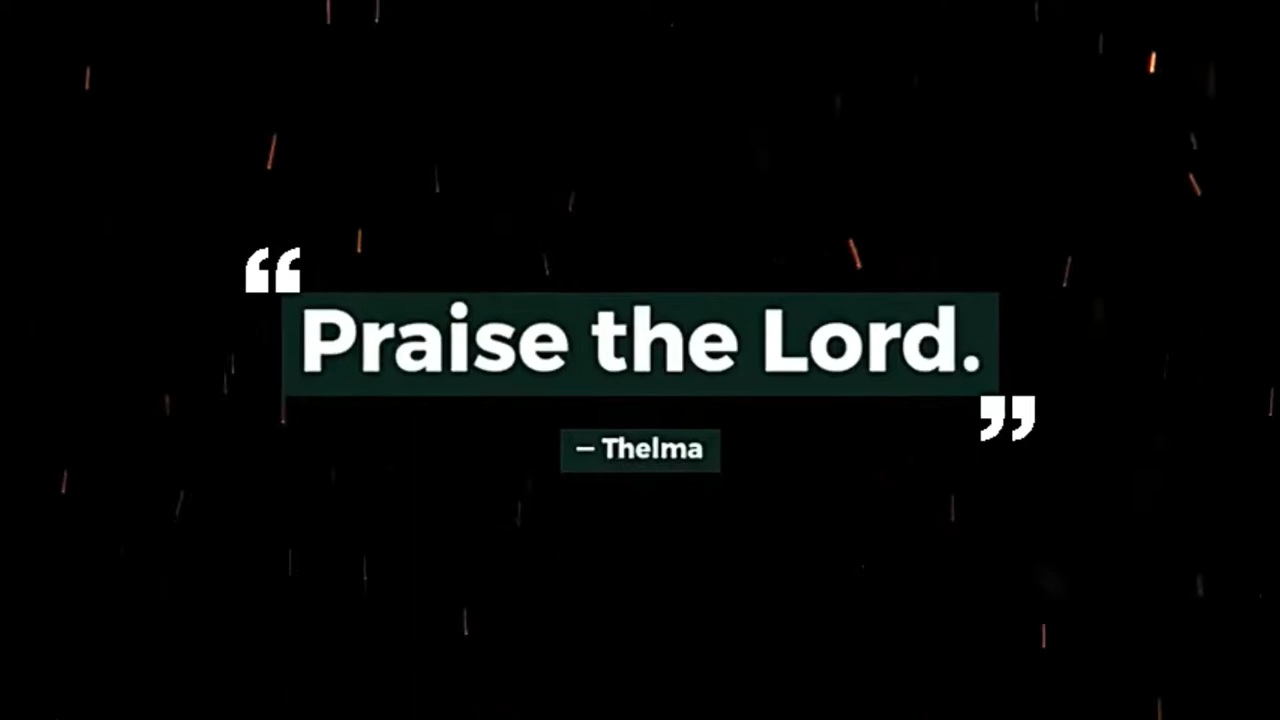 “Praise the Lord.”
– Thelma